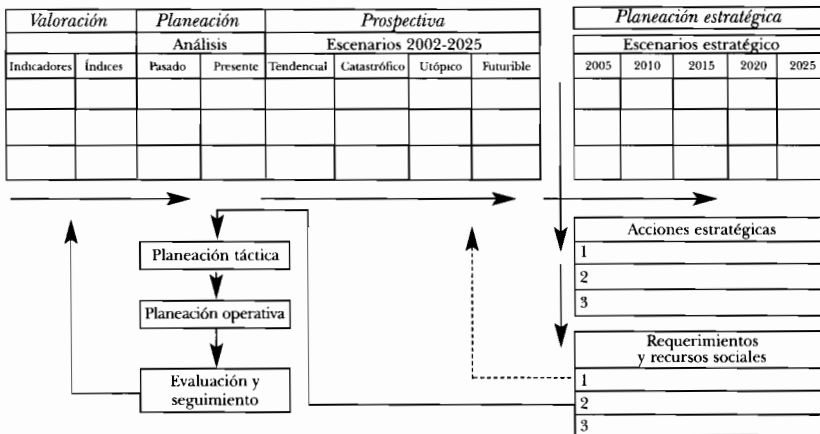 Valoración Planeación Prospectiva
Análisis Escenarios 2002-2025
Indicadores Índices Pasado Presente Tendencial Catastrófico Utópico Futurible
Planeación estratégica
Escenarios estratégico
2005 2010 2015 2020 2025
Planeación táctica
Planeación operativa
Evaluación y
seguimiento
Acciones estratégicas
1
2
3
Requerimientos
y recursos sociales
1
2
3